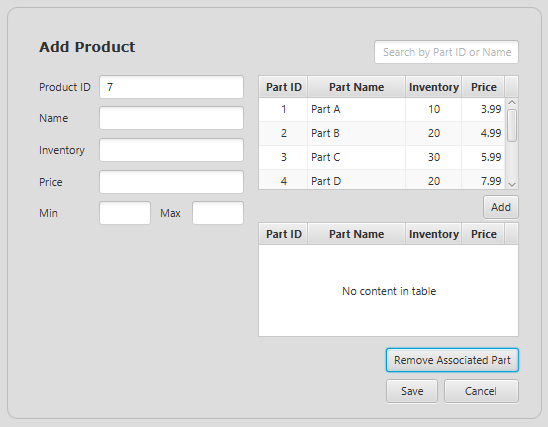 Add Product
Search by Part ID or Name
Product ID 7
Name
Inventory
Price
Min Max
Part ID Part Name Inventory Price
1 Part A 10 3.99
2 Part B 20 4.99
3 Part C 30 5.99
4 Part D 20 7.99
Add
Part ID Part Name Inventory Price
No content in table
Remove Associated Part
Save Cancel